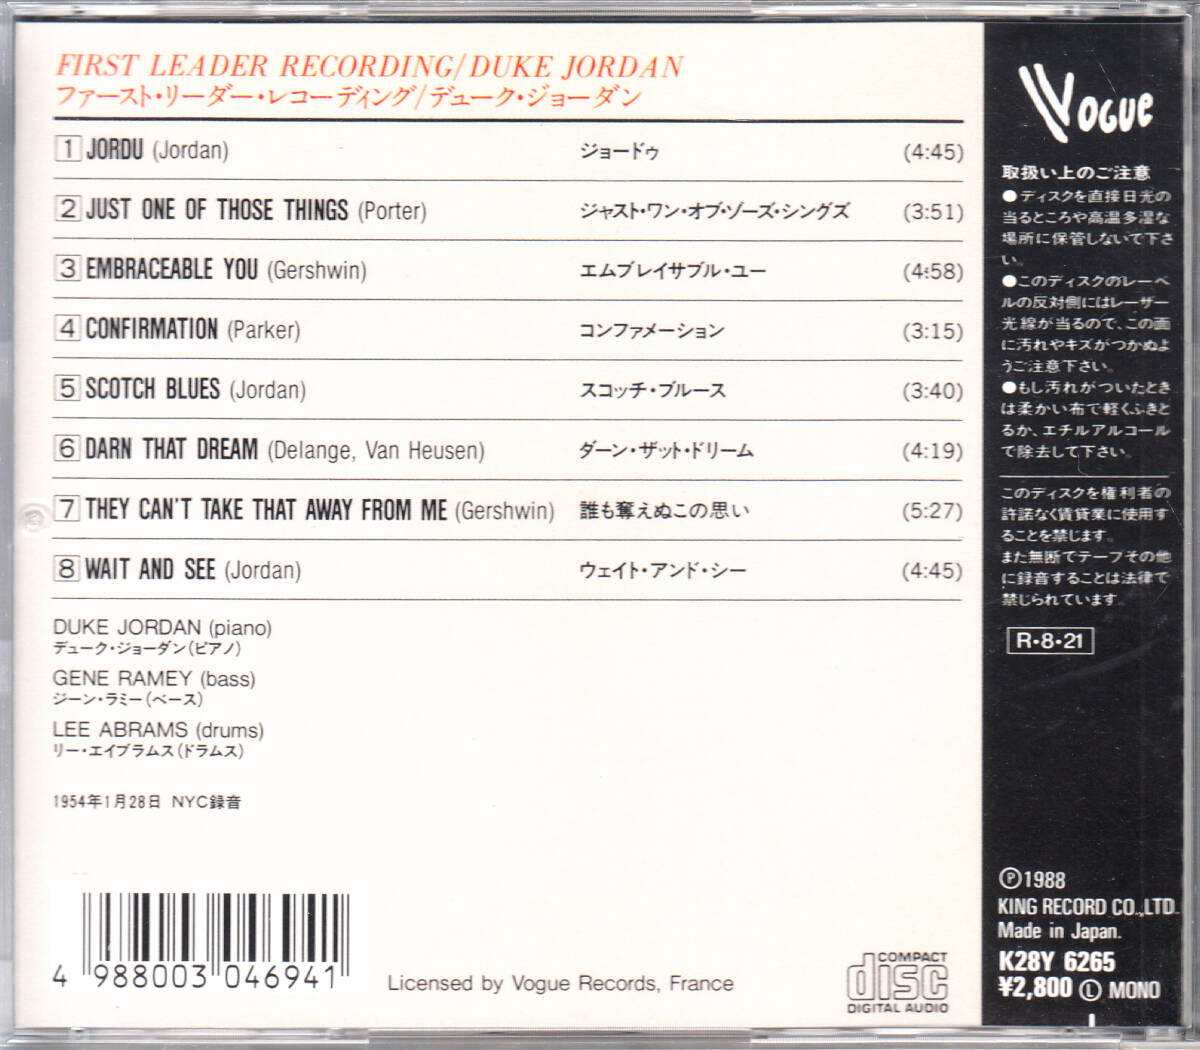 FIRST LEADER RECORDING/DUKE JORDAN
ファースト・リーダー・レコーディング/デューク・ジョーダン
1 JORDU (Jordan) ジョードゥ (4:45)
2 JUST ONE OF THOSE THINGS (Porter) ジャスト・ワン・オブ・ゾーズ・シングズ (3:51)
3 EMBRACEABLE YOU (Gershwin) エムブレイサブル・ユー (4:58)
4 CONFIRMATION (Parker) コンファメーション (3:15)
5 SCOTCH BLUES (Jordan) スコッチ・ブルース (3:40)
6 DARN THAT DREAM (Delange, Van Heusen) ダーン・ザット・ドリーム (4:19)
7 THEY CAN'T TAKE THAT AWAY FROM ME (Gershwin) 誰も奪えぬこの思い (5:27)
8 WAIT AND SEE (Jordan) ウェイト・アンド・シー (4:45)
DUKE JORDAN (piano)
デューク・ジョーダン(ピアノ)
GENE RAMEY (bass)
ジーン・ラミー(ベース)
LEE ABRAMS (drums)
リー・エイブラムス(ドラムス)
1954年1月28日 NYC録音
4 988003 046941
Licensed by Vogue Records, France
COMPACT
disc
DIGITAL AUDIO
VOGUE
取扱い上のご注意
●ディスクを直接日光の
当るところや高温多湿な
場所に保管しないで下さ
い。
●このディスクのレーベ
ルの反対側にはレーザー
光線が当るので、この面
に汚れやキズがつかぬよ
うご注意下さい。
●もし汚れがついたとき
は柔かい布で軽くふきと
るか、エチルアルコール
で除去して下さい。
このディスクを権利者の
許諾なく賃貸業に使用す
ることを禁じます。
また無断でテープその他
に録音することは法律で
禁じられています。
R・8・21
Ⓟ1988
KING RECORD CO.,LTD.
Made in Japan.
K28Y 6265
¥2,800 Ⓛ MONO